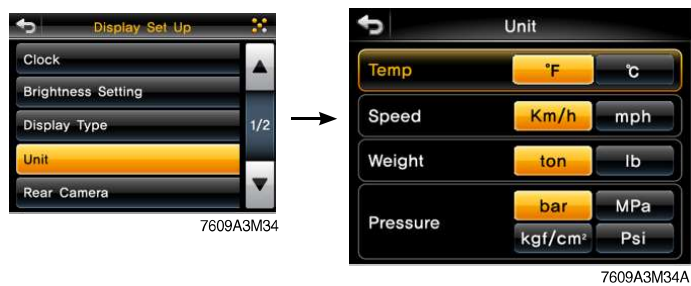 Display Set Up
Clock
Brightness Setting
Display Type
1/2
Unit
Rear Camera
7609A3M34
Unit
Temp °F °C
Speed Km/h mph
Weight ton lb
Pressure bar MPa
kgf/cm² Psi
7609A3M34A